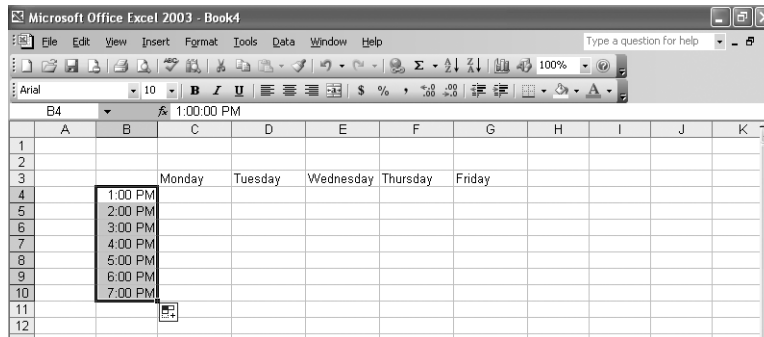 Microsoft Office Excel 2003 - Book4
File Edit View Insert Format Tools Data Window Help Type a question for help
100%
Arial 10 B I U $ % ,
B4 fx 1:00:00 PM
A B C D E F G H I J K
1
2
3 Monday Tuesday Wednesday Thursday Friday
4 1:00 PM
5 2:00 PM
6 3:00 PM
7 4:00 PM
8 5:00 PM
9 6:00 PM
10 7:00 PM
11
12